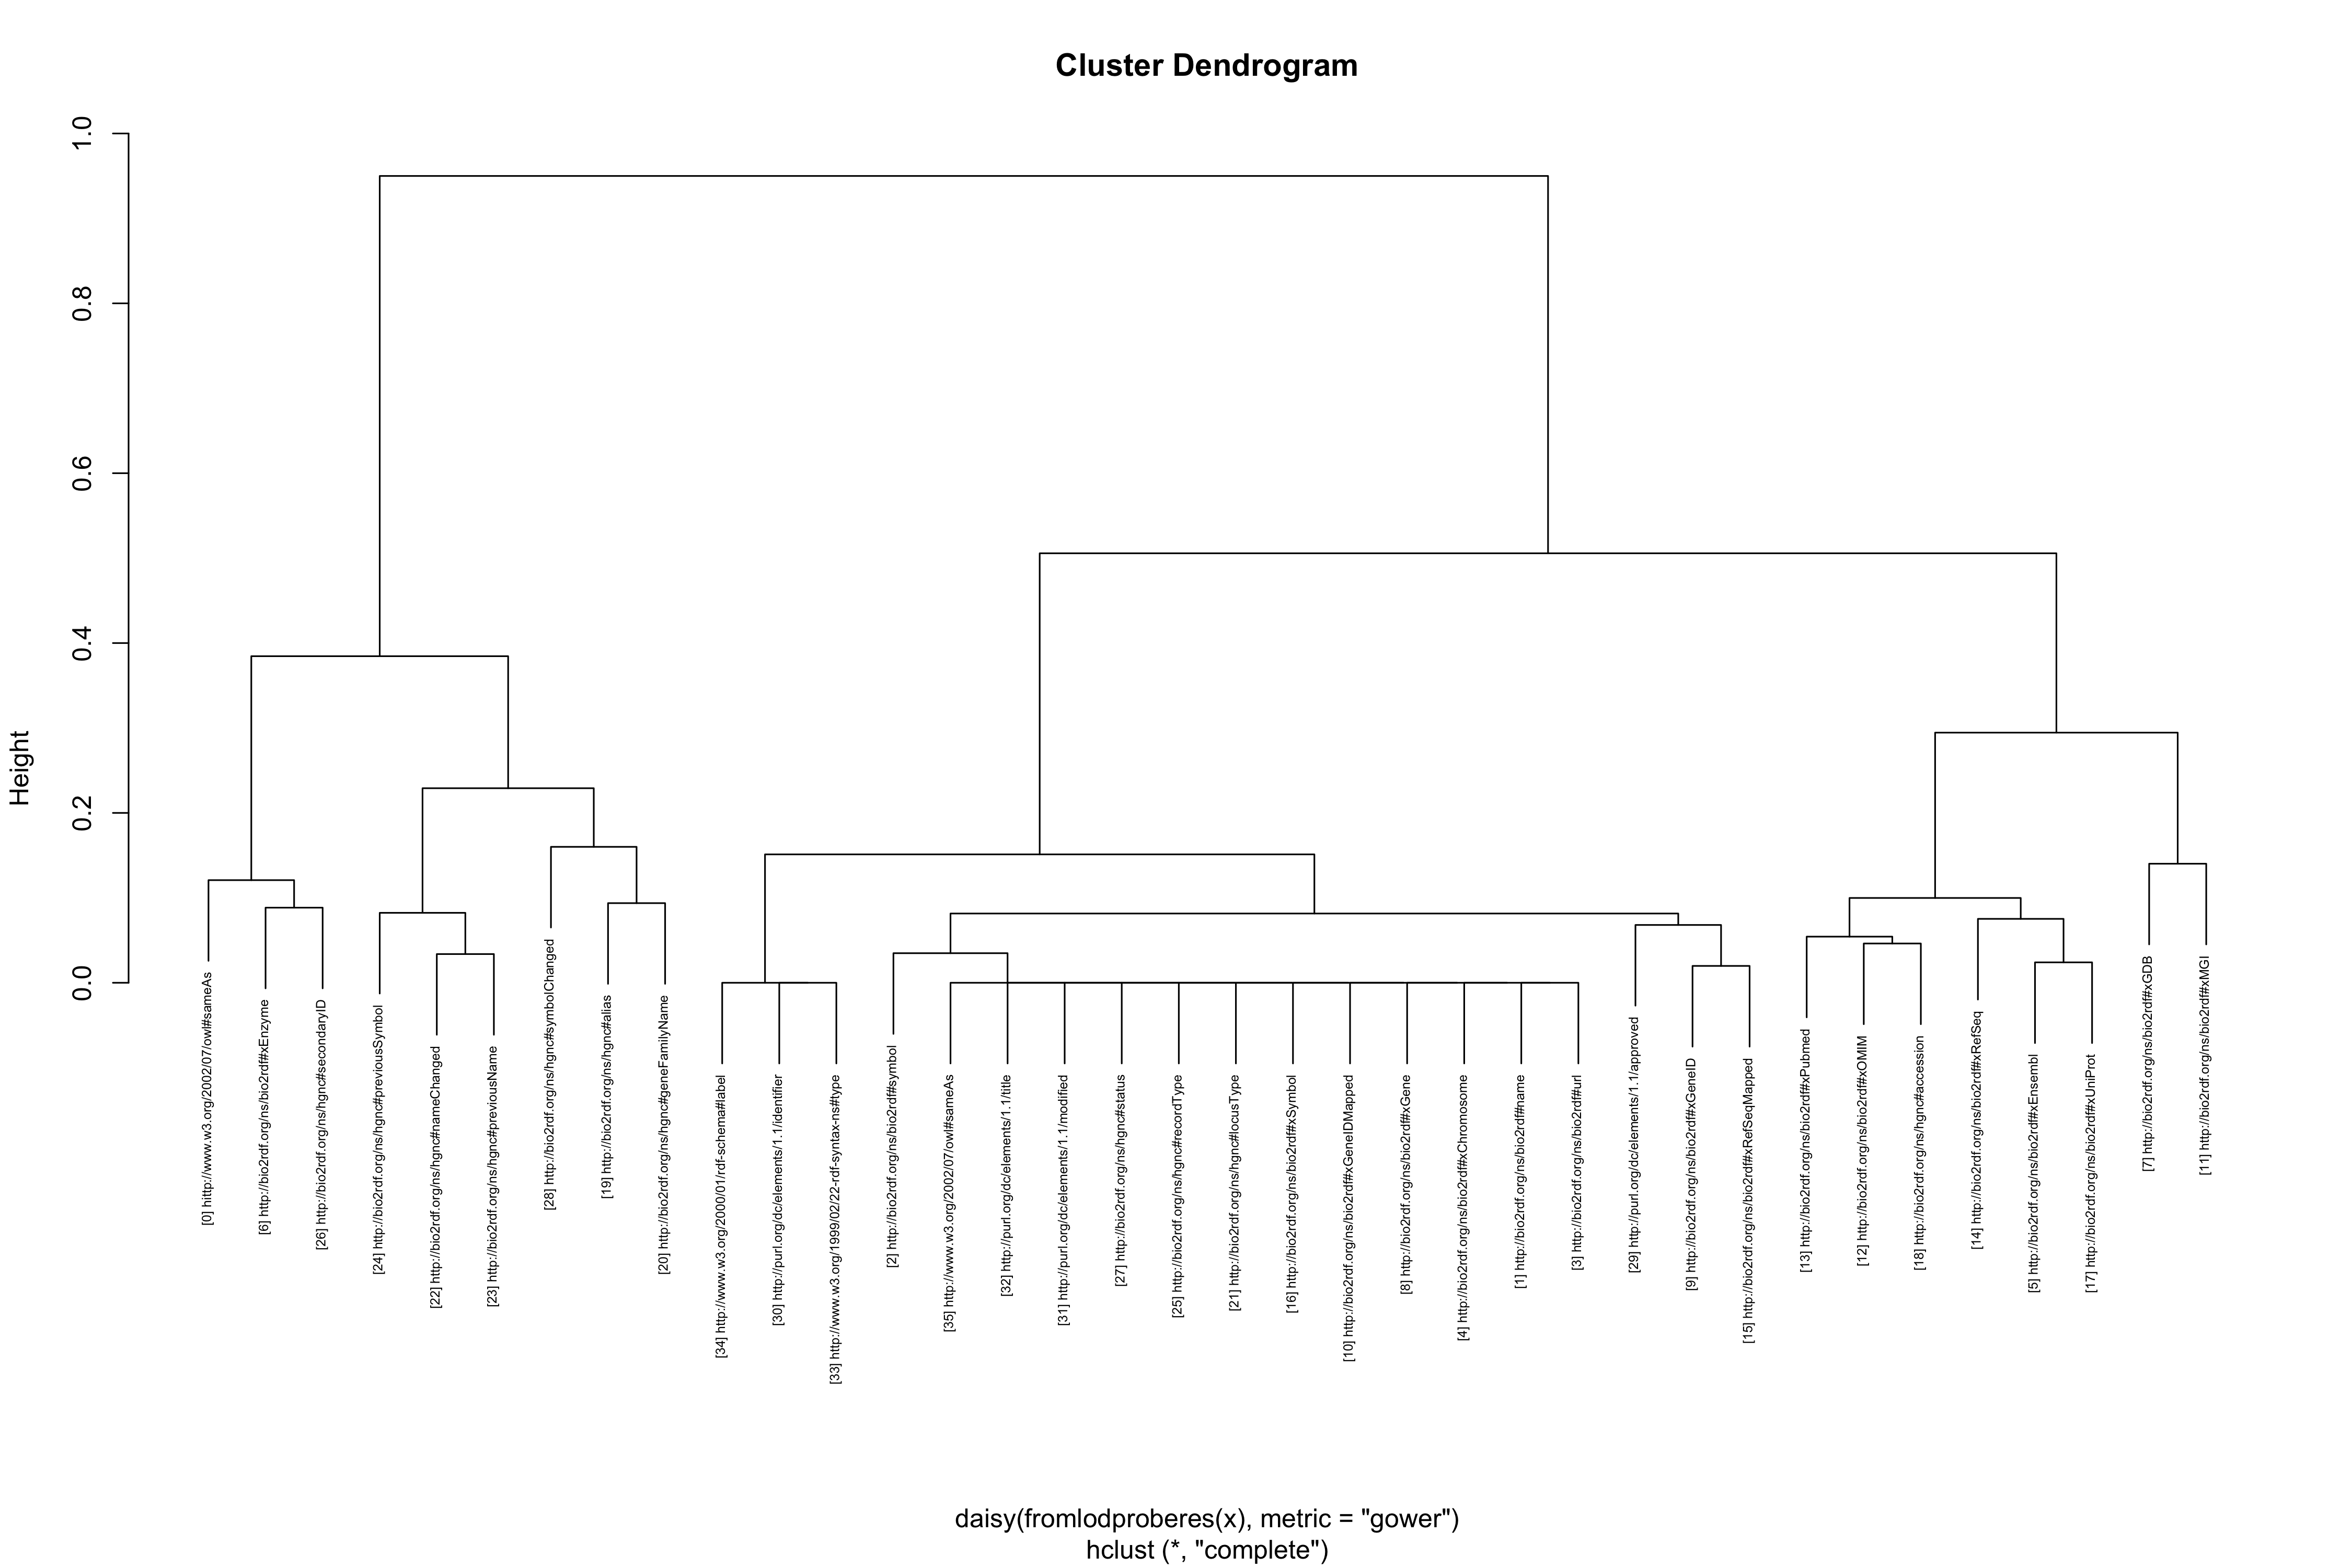 Cluster Dendrogram
Height
1.0
0.8
0.6
0.4
0.2
0.0
[0] hittp://www.w3.org/2002/07/owl#sameAs
[6] http://bio2rdf.org/ns/bio2rdf#xEnzyme
[26] http://bio2rdf.org/ns/hgnc#secondaryID
[24] http://bio2rdf.org/ns/hgnc#previousSymbol
[22] http://bio2rdf.org/ns/hgnc#nameChanged
[23] http://bio2rdf.org/ns/hgnc#previousName
[28] http://bio2rdf.org/ns/hgnc#symbolChanged
[19] http://bio2rdf.org/ns/hgnc#alias
[20] http://bio2rdf.org/ns/hgnc#geneFamilyName
[34] http://www.w3.org/2000/01/rdf-schema#label
[30] http://purl.org/dc/elements/1.1/identifier
[33] http://www.w3.org/1999/02/22-rdf-syntax-ns#type
[2] http://bio2rdf.org/ns/bio2rdf#symbol
[35] http://www.w3.org/2002/07/owl#sameAs
[32] http://purl.org/dc/elements/1.1/title
[31] http://purl.org/dc/elements/1.1/modified
[27] http://bio2rdf.org/ns/hgnc#status
[25] http://bio2rdf.org/ns/hgnc#recordType
[21] http://bio2rdf.org/ns/hgnc#locusType
[16] http://bio2rdf.org/ns/bio2rdf#xSymbol
[10] http://bio2rdf.org/ns/bio2rdf#xGeneIDMapped
[8] http://bio2rdf.org/ns/bio2rdf#xGene
[4] http://bio2rdf.org/ns/bio2rdf#xChromosome
[1] http://bio2rdf.org/ns/bio2rdf#name
[3] http://bio2rdf.org/ns/bio2rdf#url
[29] http://purl.org/dc/elements/1.1/approved
[9] http://bio2rdf.org/ns/bio2rdf#xGeneID
[15] http://bio2rdf.org/ns/bio2rdf#xRefSeqMapped
[13] http://bio2rdf.org/ns/bio2rdf#xPubmed
[12] http://bio2rdf.org/ns/bio2rdf#xOMIM
[18] http://bio2rdf.org/ns/hgnc#accession
[14] http://bio2rdf.org/ns/bio2rdf#xRefSeq
[5] http://bio2rdf.org/ns/bio2rdf#xEnsembl
[17] http://bio2rdf.org/ns/bio2rdf#xUniProt
[7] http://bio2rdf.org/ns/bio2rdf#xGDB
[11] http://bio2rdf.org/ns/bio2rdf#xMGI
daisy(fromlodproberes(x), metric = "gower")
hclust (*, "complete")